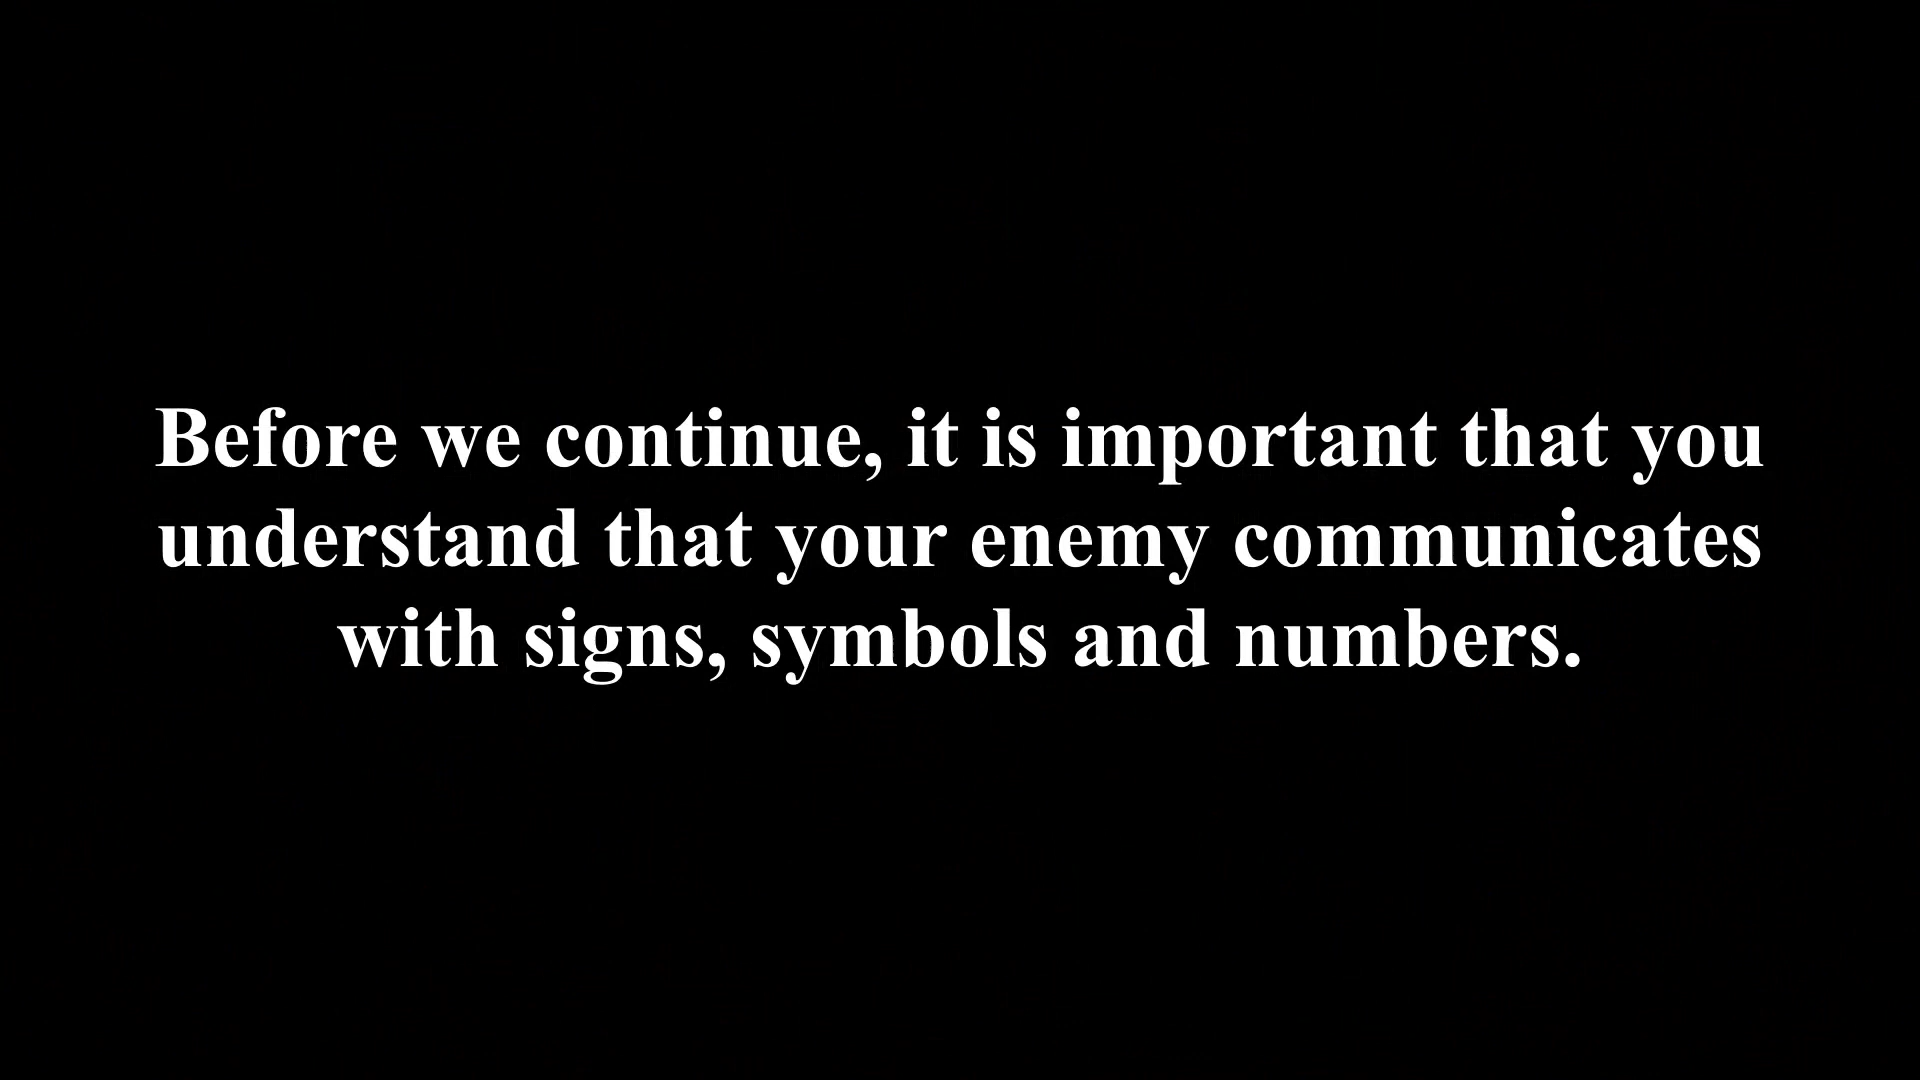 Before we continue, it is important that you
understand that your enemy communicates
with signs, symbols and numbers.